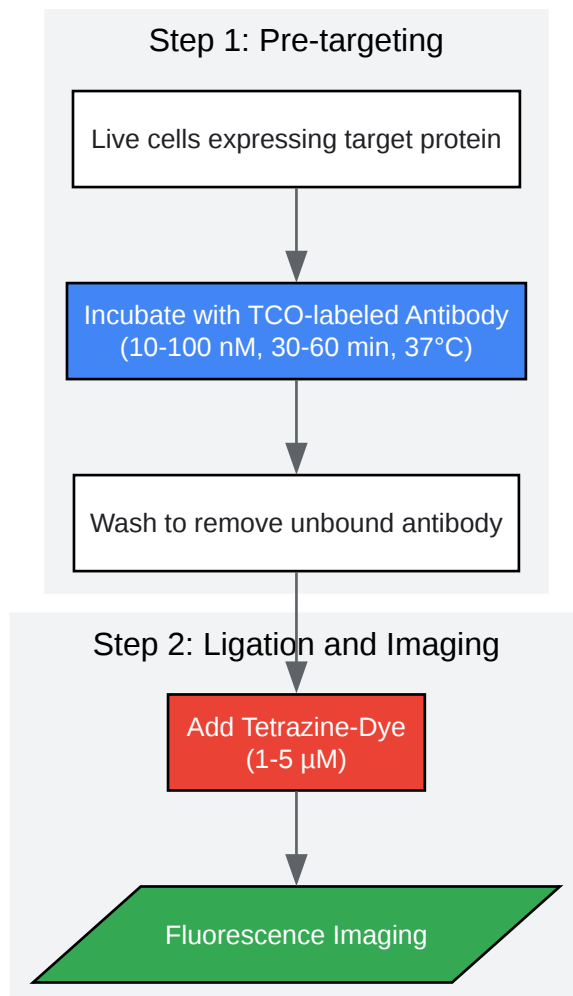 Step 1: Pre-targeting
Live cells expressing target protein
Incubate with TCO-labeled Antibody
(10-100 nM, 30-60 min, 37°C)
Wash to remove unbound antibody
Step 2: Ligation and Imaging
Add Tetrazine-Dye
(1-5 µM)
Fluorescence Imaging